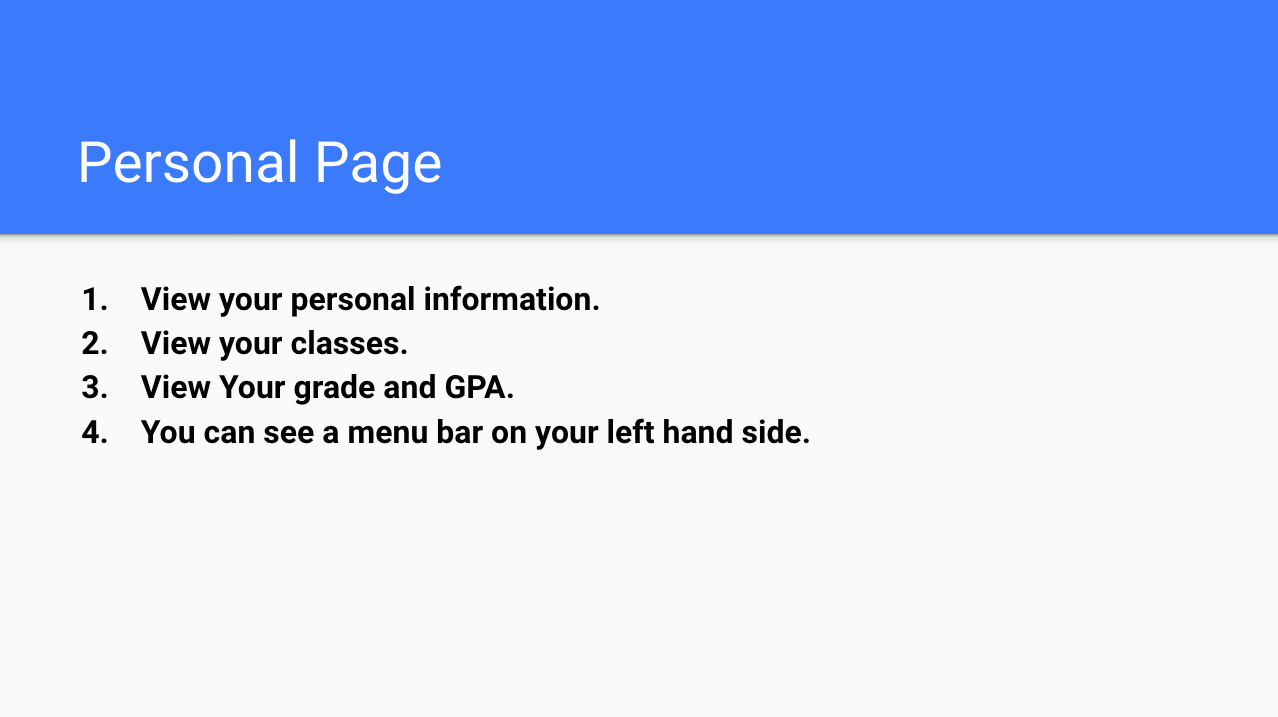 Personal Page
1. View your personal information.
2. View your classes.
3. View Your grade and GPA.
4. You can see a menu bar on your left hand side.